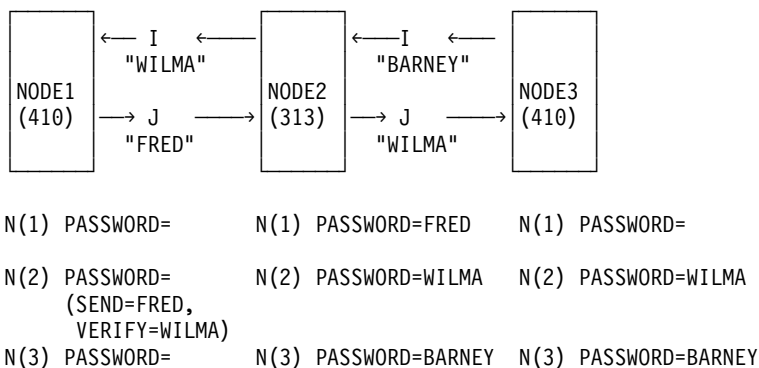 ← I ← ← I ←
"WILMA" "BARNEY"
NODE1 NODE2 NODE3
(410) → J → (313) → J → (410)
"FRED" "WILMA"
N(1) PASSWORD= N(1) PASSWORD=FRED N(1) PASSWORD=
N(2) PASSWORD= N(2) PASSWORD=WILMA N(2) PASSWORD=WILMA
(SEND=FRED,
VERIFY=WILMA)
N(3) PASSWORD= N(3) PASSWORD=BARNEY N(3) PASSWORD=BARNEY